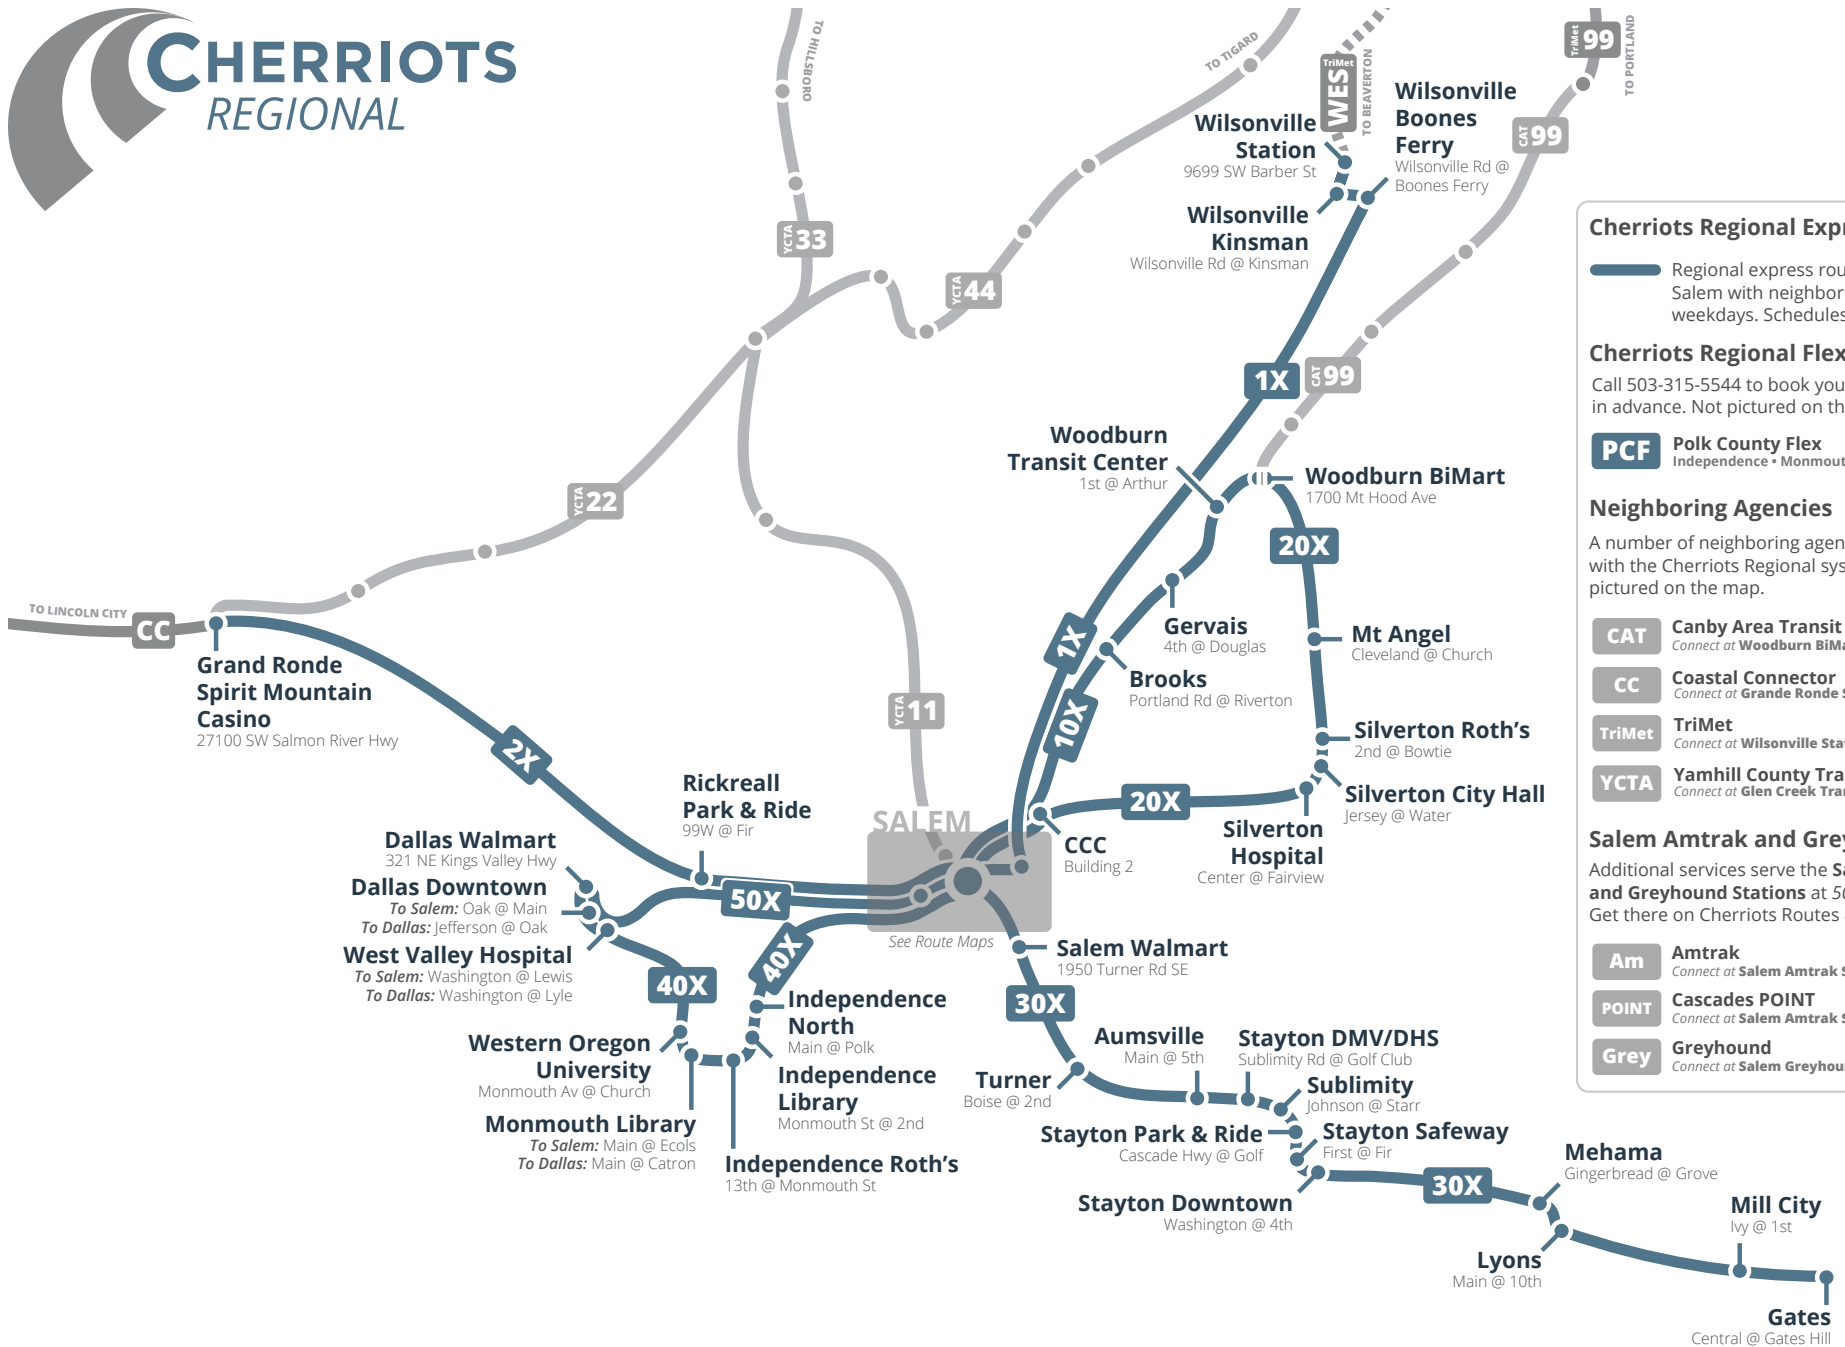 CHERRIOTS
REGIONAL
TO HILLSBORO
TO TIGARD
TriMet
WES
TO BEAVERTON
TriMet
99
TO PORTLAND
CAT
99
Wilsonville
Station
9699 SW Barber St
Wilsonville
Boones
Ferry
Wilsonville Rd @
Boones Ferry
Wilsonville
Kinsman
Wilsonville Rd @ Kinsman
YCTA
33
YCTA
44
1X
CAT
99
Woodburn
Transit Center
1st @ Arthur
Woodburn BiMart
1700 Mt Hood Ave
YCTA
22
20X
TO LINCOLN CITY
CC
Grand Ronde
Spirit Mountain
Casino
27100 SW Salmon River Hwy
Gervais
4th @ Douglas
Mt Angel
Cleveland @ Church
1X
Brooks
Portland Rd @ Riverton
YCTA
11
10X
Silverton Roth's
2nd @ Bowtie
2X
20X
Silverton City Hall
Jersey @ Water
Silverton
Hospital
Center @ Fairview
Rickreall
Park & Ride
99W @ Fir
SALEM
CCC
Building 2
Dallas Walmart
321 NE Kings Valley Hwy
Dallas Downtown
To Salem: Oak @ Main
To Dallas: Jefferson @ Oak
50X
See Route Maps
West Valley Hospital
To Salem: Washington @ Lewis
To Dallas: Washington @ Lyle
40X
40X
Salem Walmart
1950 Turner Rd SE
30X
Independence
North
Main @ Polk
Western Oregon
University
Monmouth Av @ Church
Independence
Library
Monmouth St @ 2nd
Monmouth Library
To Salem: Main @ Ecols
To Dallas: Main @ Catron
Independence Roth's
13th @ Monmouth St
Aumsville
Main @ 5th
Stayton DMV/DHS
Sublimity Rd @ Golf Club
Turner
Boise @ 2nd
Sublimity
Johnson @ Starr
Stayton Park & Ride
Cascade Hwy @ Golf
Stayton Safeway
First @ Fir
Stayton Downtown
Washington @ 4th
30X
Mehama
Gingerbread @ Grove
Lyons
Main @ 10th
Mill City
Ivy @ 1st
Gates
Central @ Gates Hill
Cherriots Regional Expr
Regional express rou
Salem with neighbor
weekdays. Schedules
Cherriots Regional Flex
Call 503-315-5544 to book you
in advance. Not pictured on th
PCF
Polk County Flex
Independence • Monmout
Neighboring Agencies
A number of neighboring agen
with the Cherriots Regional sys
pictured on the map.
CAT
Canby Area Transit
Connect at Woodburn BiMa
CC
Coastal Connector
Connect at Grande Ronde S
TriMet
TriMet
Connect at Wilsonville Sta
YCTA
Yamhill County Tra
Connect at Glen Creek Tran
Salem Amtrak and Grey
Additional services serve the Sa
and Greyhound Stations at 50
Get there on Cherriots Routes
Am
Amtrak
Connect at Salem Amtrak S
POINT
Cascades POINT
Connect at Salem Amtrak S
Grey
Greyhound
Connect at Salem Greyhou